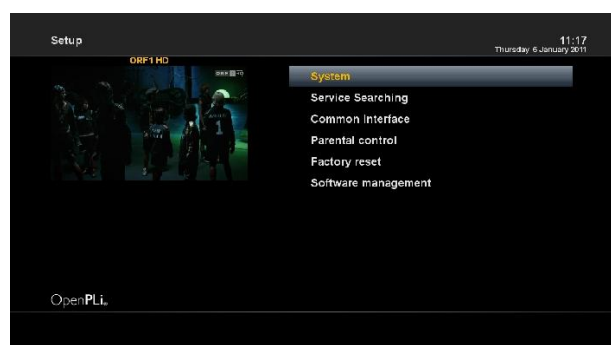 Setup
11:17
Thursday 6 January 2011
ORF1 HD
System
Service Searching
Common Interface
Parental control
Factory reset
Software management
OpenPLi®